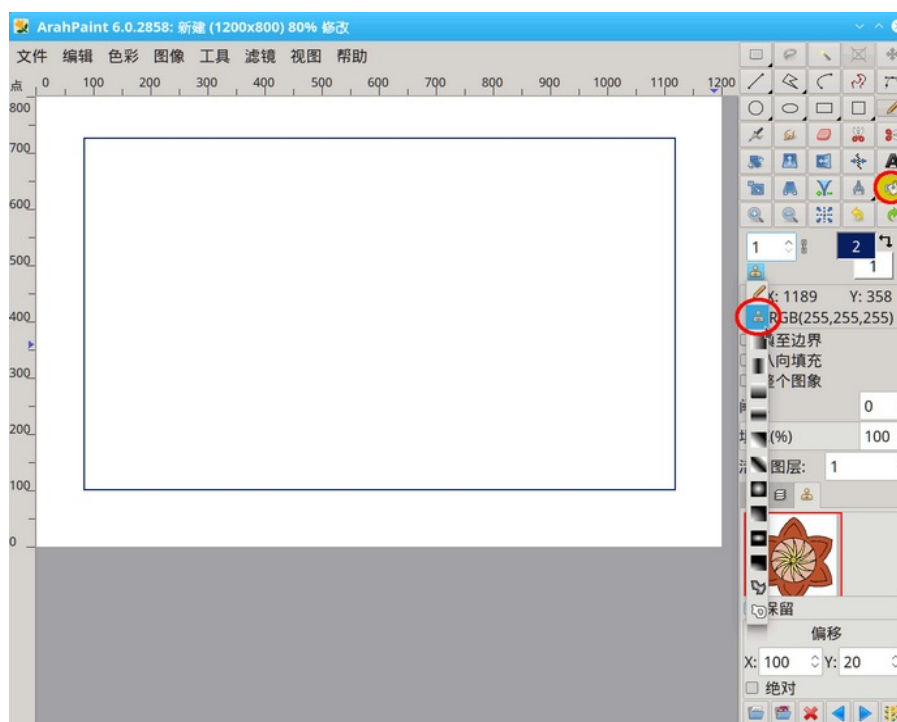 ArahPaint 6.0.2858: 新建 (1200x800) 80% 修改
文件 编辑 色彩 图像 工具 滤镜 视图 帮助
点 0 100 200 300 400 500 600 700 800 900 1000 1100 1200
800
700
600
500
400
300
200
100
0
1 2
1
X: 1189 Y: 358
RGB(255,255,255)
填至边界
八向填充
整个图象
0
(%) 100
图层: 1
保留
偏移
X: 100 Y: 20
绝对